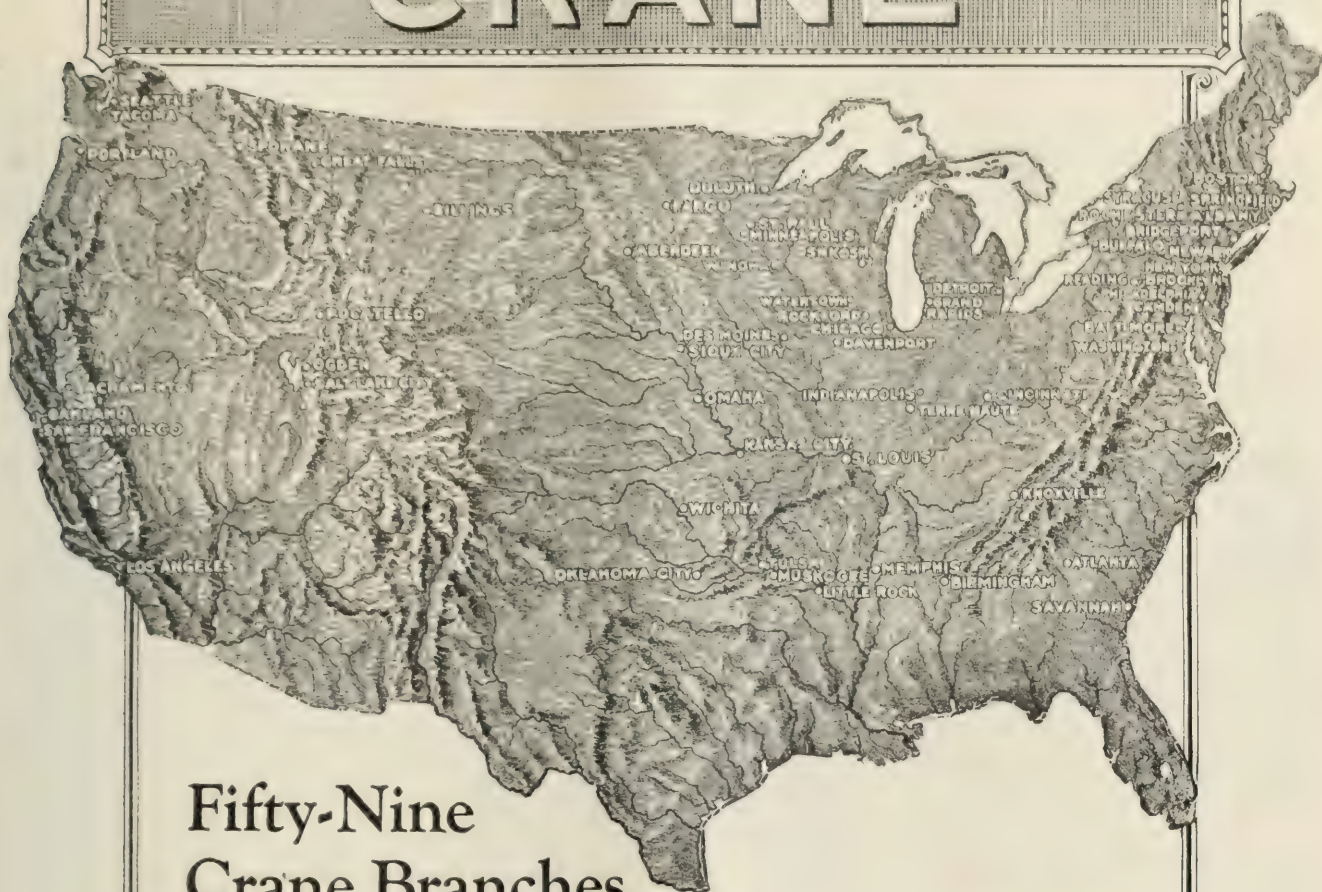 CRANE
SEATTLE
TACOMA
PORTLAND
SPOKANE
GREAT FALLS
BILLINGS
POCATELLO
OGDEN
SALT LAKE CITY
SACRAMENTO
OAKLAND
SAN FRANCISCO
LOS ANGELES
DULUTH
FARGO
ST. PAUL
MINNEAPOLIS
ABERDEEN
WINONA
OSHKOSH
WATERTOWN
ROCKFORD
CHICAGO
DAVENPORT
DETROIT
GRAND
RAPIDS
DES MOINES
SIOUX CITY
OMAHA
INDIANAPOLIS
TERRE HAUTE
CINCINNATI
KANSAS CITY
ST. LOUIS
WICHITA
KNOXVILLE
OKLAHOMA CITY
TULSA
MUSKOGEE
MEMPHIS
LITTLE ROCK
BIRMINGHAM
ATLANTA
SAVANNAH
BOSTON
SYRACUSE SPRINGFIELD
ROCHESTER ALBANY
BRIDGEPORT
BUFFALO NEWARK
NEW YORK
READING BROOKLYN
PHILADELPHIA
CAMDEN
BALTIMORE
WASHINGTON
Fifty-Nine
Crane Branches